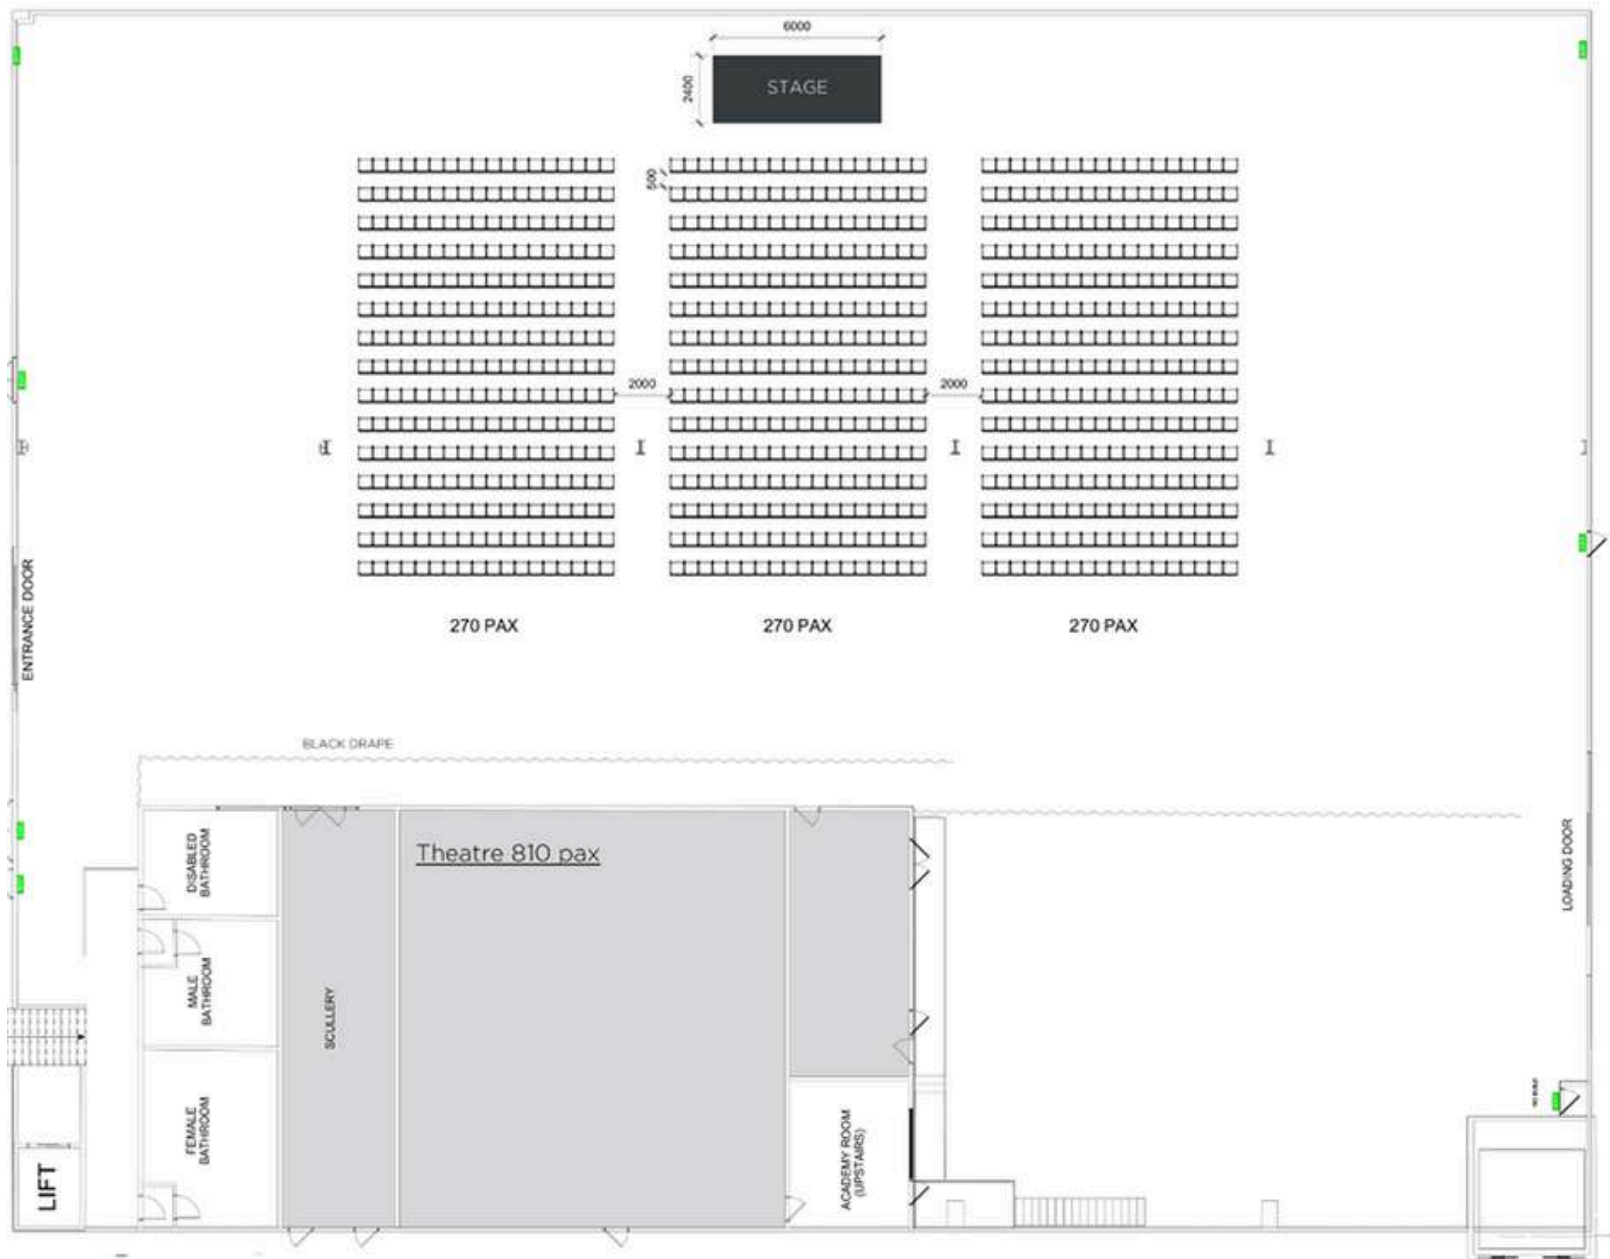 6000
2400
STAGE
500
2000
2000
270 PAX
270 PAX
270 PAX
ENTRANCE DOOR
BLACK DRAPE
Theatre 810 pax
DISABLED
BATHROOM
MALE
BATHROOM
FEMALE
BATHROOM
SCULLERY
ACADEMY ROOM
(UPSTAIRS)
LOADING DOOR
LIFT